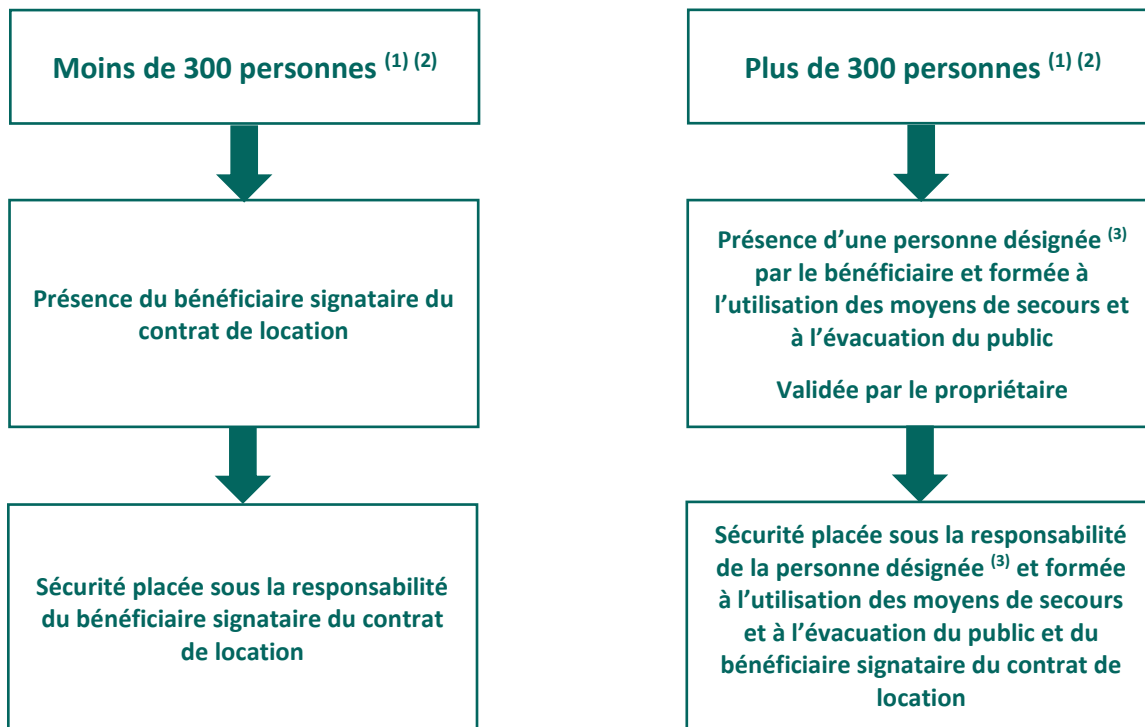 Moins de 300 personnes (1) (2)
Présence du bénéficiaire signataire du
contrat de location
Sécurité placée sous la responsabilité
du bénéficiaire signataire du contrat
de location
Plus de 300 personnes (1) (2)
Présence d’une personne désignée (3)
par le bénéficiaire et formée à
l’utilisation des moyens de secours et
à l’évacuation du public
Validée par le propriétaire
Sécurité placée sous la responsabilité
de la personne désignée (3) et formée
à l’utilisation des moyens de secours
et à l’évacuation du public et du
bénéficiaire signataire du contrat de
location